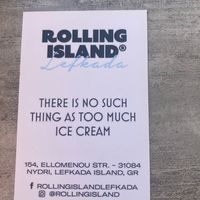 ROLLING
ISLAND®
Lefkada
THERE IS NO SUCH
THING AS TOO MUCH
ICE CREAM
154, ELLOMENOU STR. - 31084
NYDRI, LEFKADA ISLAND, GR
f ROLLINGISLANDLEFKADA
@ROLLINGISLAND